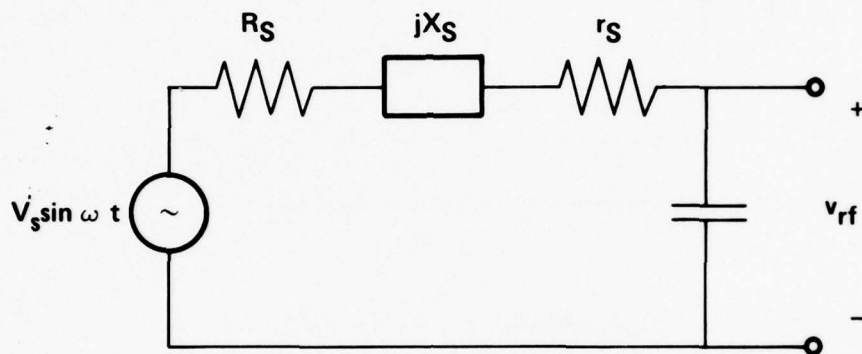 R_S
jX_S
r_S
+
V_s sin ω t
~
v_rf
−